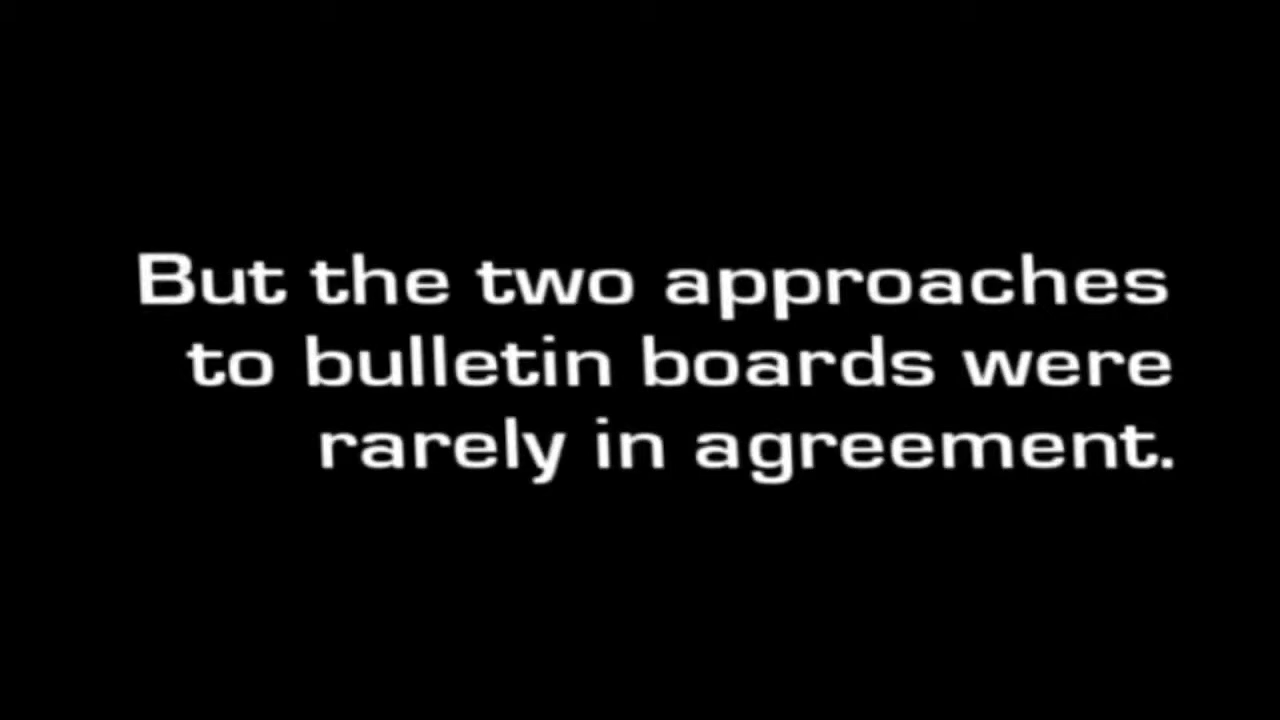 But the two approaches
to bulletin boards were
rarely in agreement.